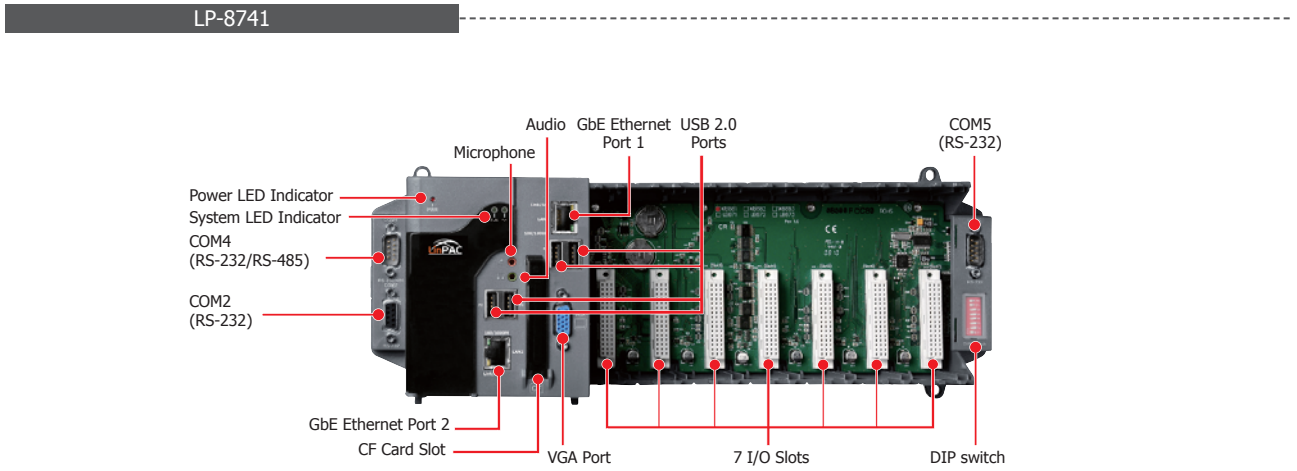 LP-8741
Audio
GbE Ethernet
Port 1
USB 2.0
Ports
COM5
(RS-232)
Microphone
Power LED Indicator
System LED Indicator
COM4
(RS-232/RS-485)
COM2
(RS-232)
LinPAC
CE
GbE Ethernet Port 2
CF Card Slot
VGA Port
7 I/O Slots
DIP switch